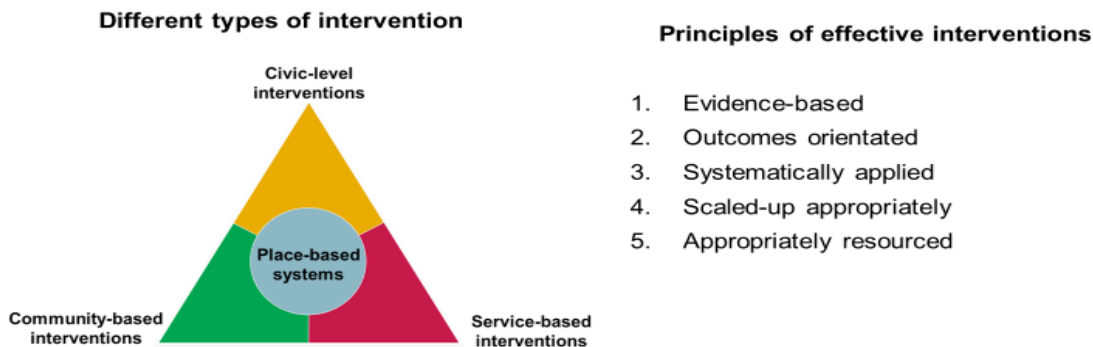 Different types of intervention
Civic-level
interventions
Place-based
systems
Community-based
interventions
Service-based
interventions
Principles of effective interventions
1. Evidence-based
2. Outcomes orientated
3. Systematically applied
4. Scaled-up appropriately
5. Appropriately resourced